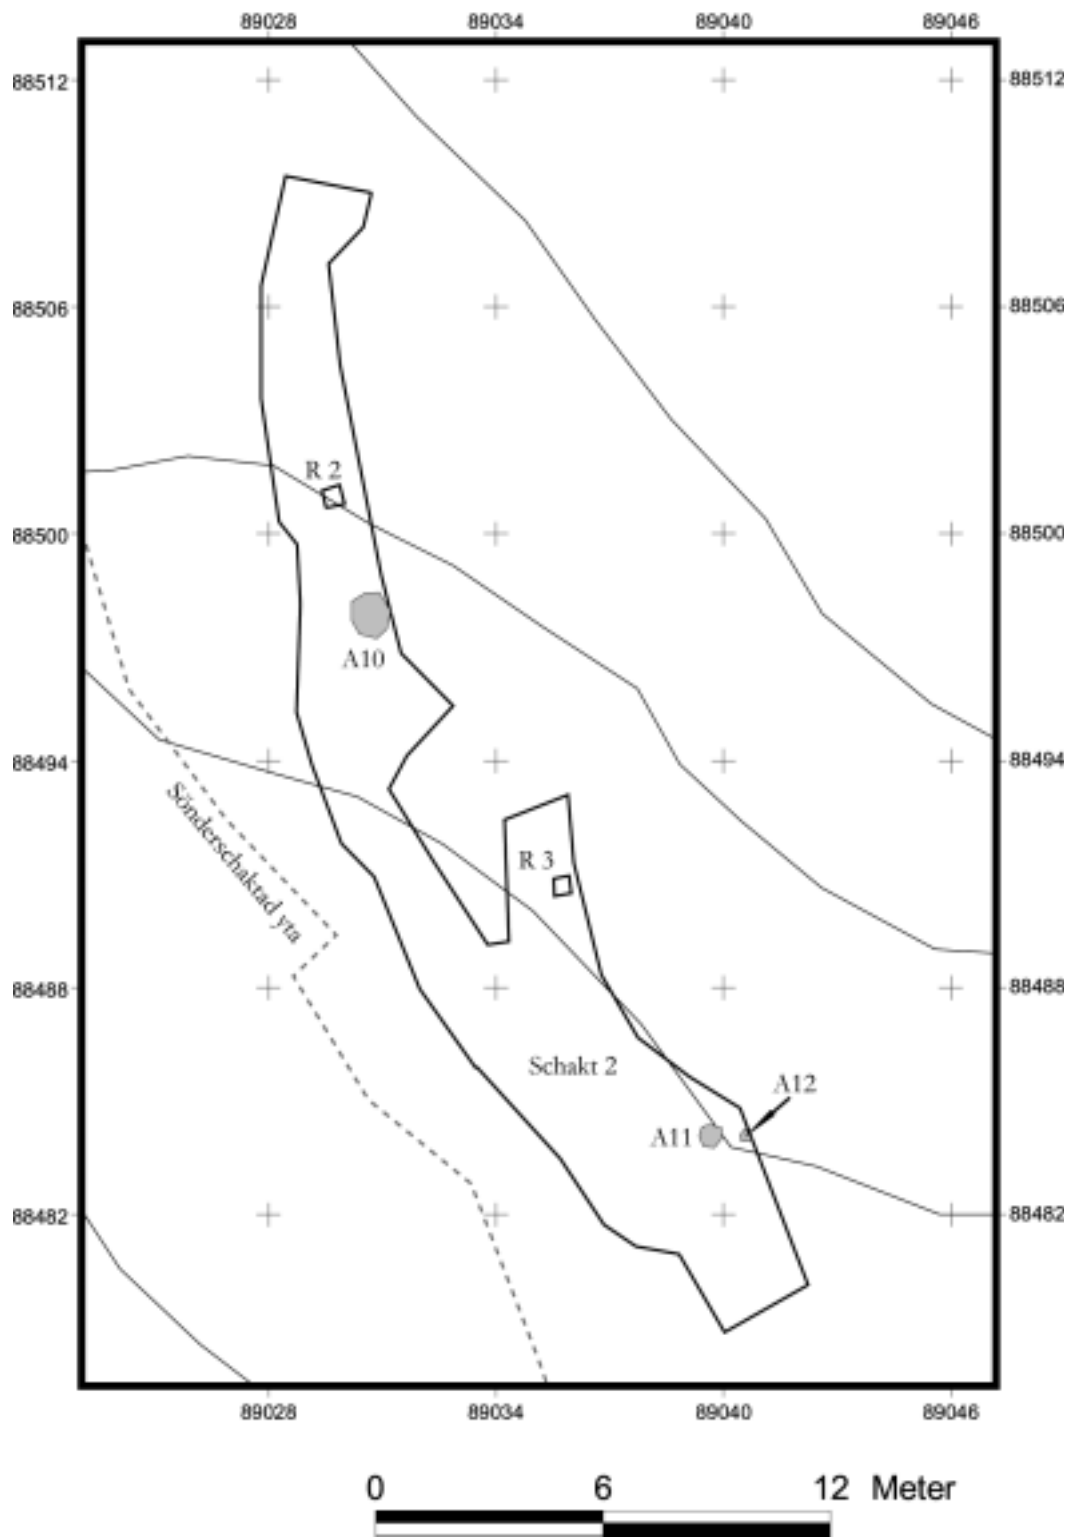 89028 89034 89040 89046
88512 88512
88506 88506
R 2
88500 88500
A10
88494 88494
Sönderschaktad yta
R 3
88488 88488
Schakt 2
A12
A11
88482 88482
89028 89034 89040 89046
0 6 12 Meter